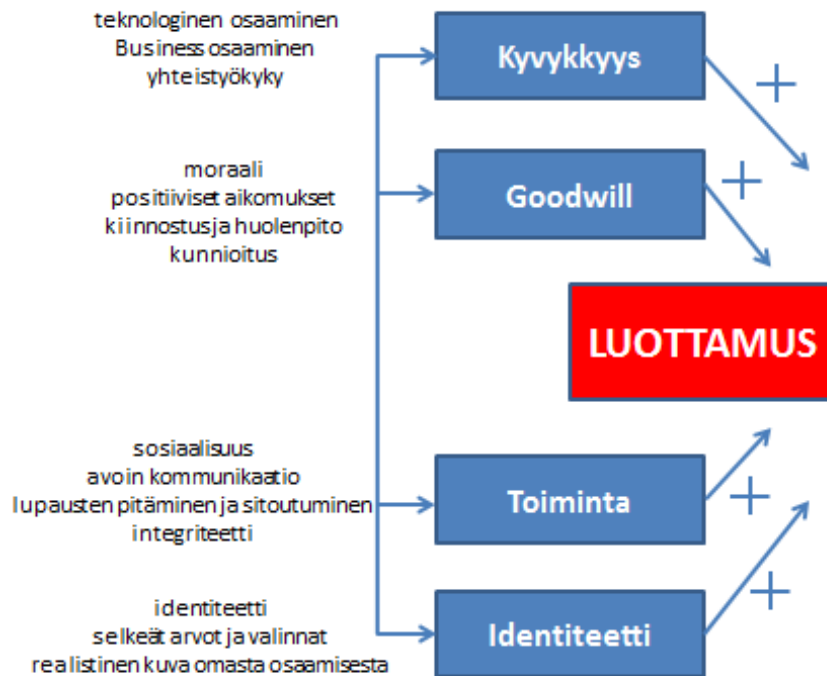 teknologinen osaaminen
Business osaaminen
yhteistyökyky
Kyvykkyys
+
moraali
positiiviset aikomukset
kiinnostus ja huolenpito
kunnioitus
Goodwill
+
LUOTTAMUS
sosiaalisuus
avoin kommunikaatio
lupausten pitäminen ja sitoutuminen
integriteetti
Toiminta
+
identiteetti
selkeät arvot ja valinnat
realistinen kuva omasta osaamisesta
Identiteetti
+